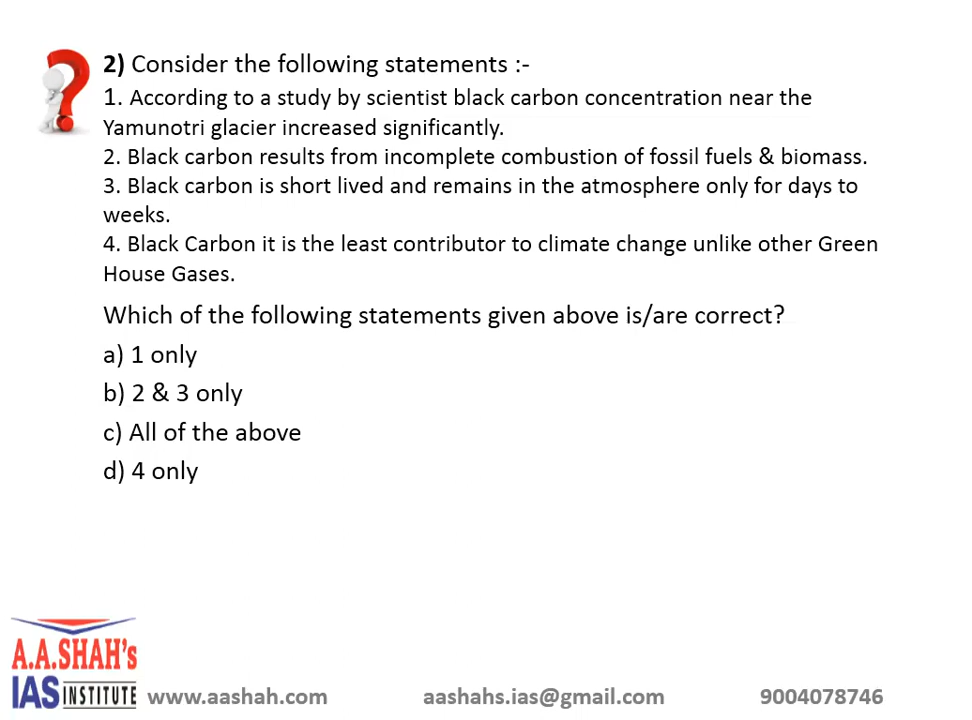 2) Consider the following statements :-
1. According to a study by scientist black carbon concentration near the
Yamunotri glacier increased significantly.
2. Black carbon results from incomplete combustion of fossil fuels & biomass.
3. Black carbon is short lived and remains in the atmosphere only for days to
weeks.
4. Black Carbon it is the least contributor to climate change unlike other Green
House Gases.
Which of the following statements given above is/are correct?
a) 1 only
b) 2 & 3 only
c) All of the above
d) 4 only
A.A.SHAH's
IAS INSTITUTE
www.aashah.com aashahs.ias@gmail.com 9004078746